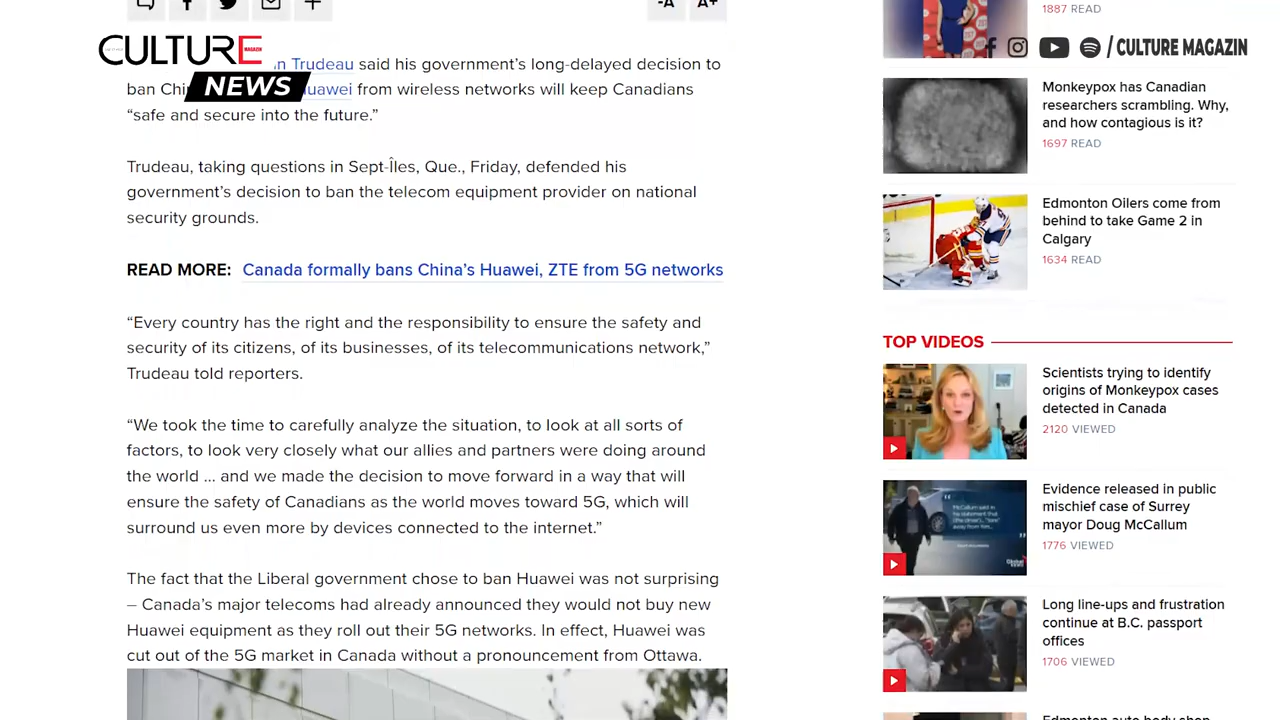 -A A+
CULTURE
MAGAZIN
NEWS
n Trudeau said his government’s long-delayed decision to
ban Chi uawei from wireless networks will keep Canadians
“safe and secure into the future.”
Trudeau, taking questions in Sept-Îles, Que., Friday, defended his
government’s decision to ban the telecom equipment provider on national
security grounds.
READ MORE: Canada formally bans China’s Huawei, ZTE from 5G networks
“Every country has the right and the responsibility to ensure the safety and
security of its citizens, of its businesses, of its telecommunications network,”
Trudeau told reporters.
“We took the time to carefully analyze the situation, to look at all sorts of
factors, to look very closely what our allies and partners were doing around
the world ... and we made the decision to move forward in a way that will
ensure the safety of Canadians as the world moves toward 5G, which will
surround us even more by devices connected to the internet.”
The fact that the Liberal government chose to ban Huawei was not surprising
– Canada’s major telecoms had already announced they would not buy new
Huawei equipment as they roll out their 5G networks. In effect, Huawei was
cut out of the 5G market in Canada without a pronouncement from Ottawa.
1887 READ
/ CULTURE MAGAZIN
Monkeypox has Canadian
researchers scrambling. Why,
and how contagious is it?
1697 READ
Edmonton Oilers come from
behind to take Game 2 in
Calgary
1634 READ
TOP VIDEOS
Scientists trying to identify
origins of Monkeypox cases
detected in Canada
2120 VIEWED
Evidence released in public
mischief case of Surrey
mayor Doug McCallum
1776 VIEWED
Long line-ups and frustration
continue at B.C. passport
offices
1706 VIEWED
Edmonton auto body shop